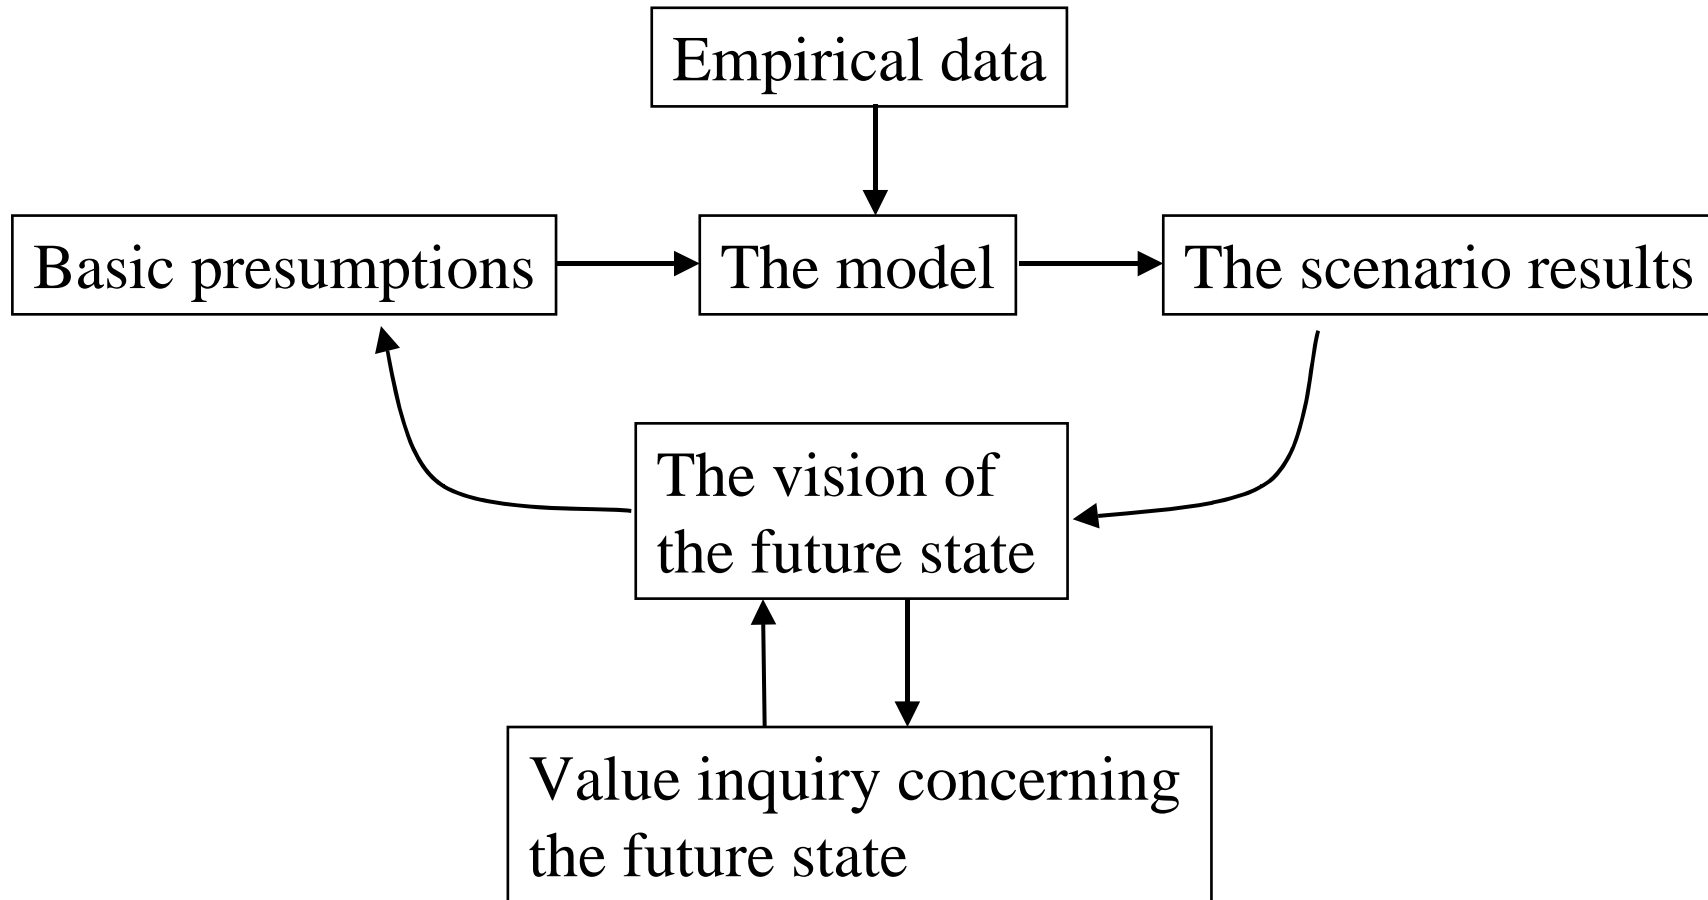 Empirical data
Basic presumptions
The model
The scenario results
The vision of
the future state
Value inquiry concerning
the future state